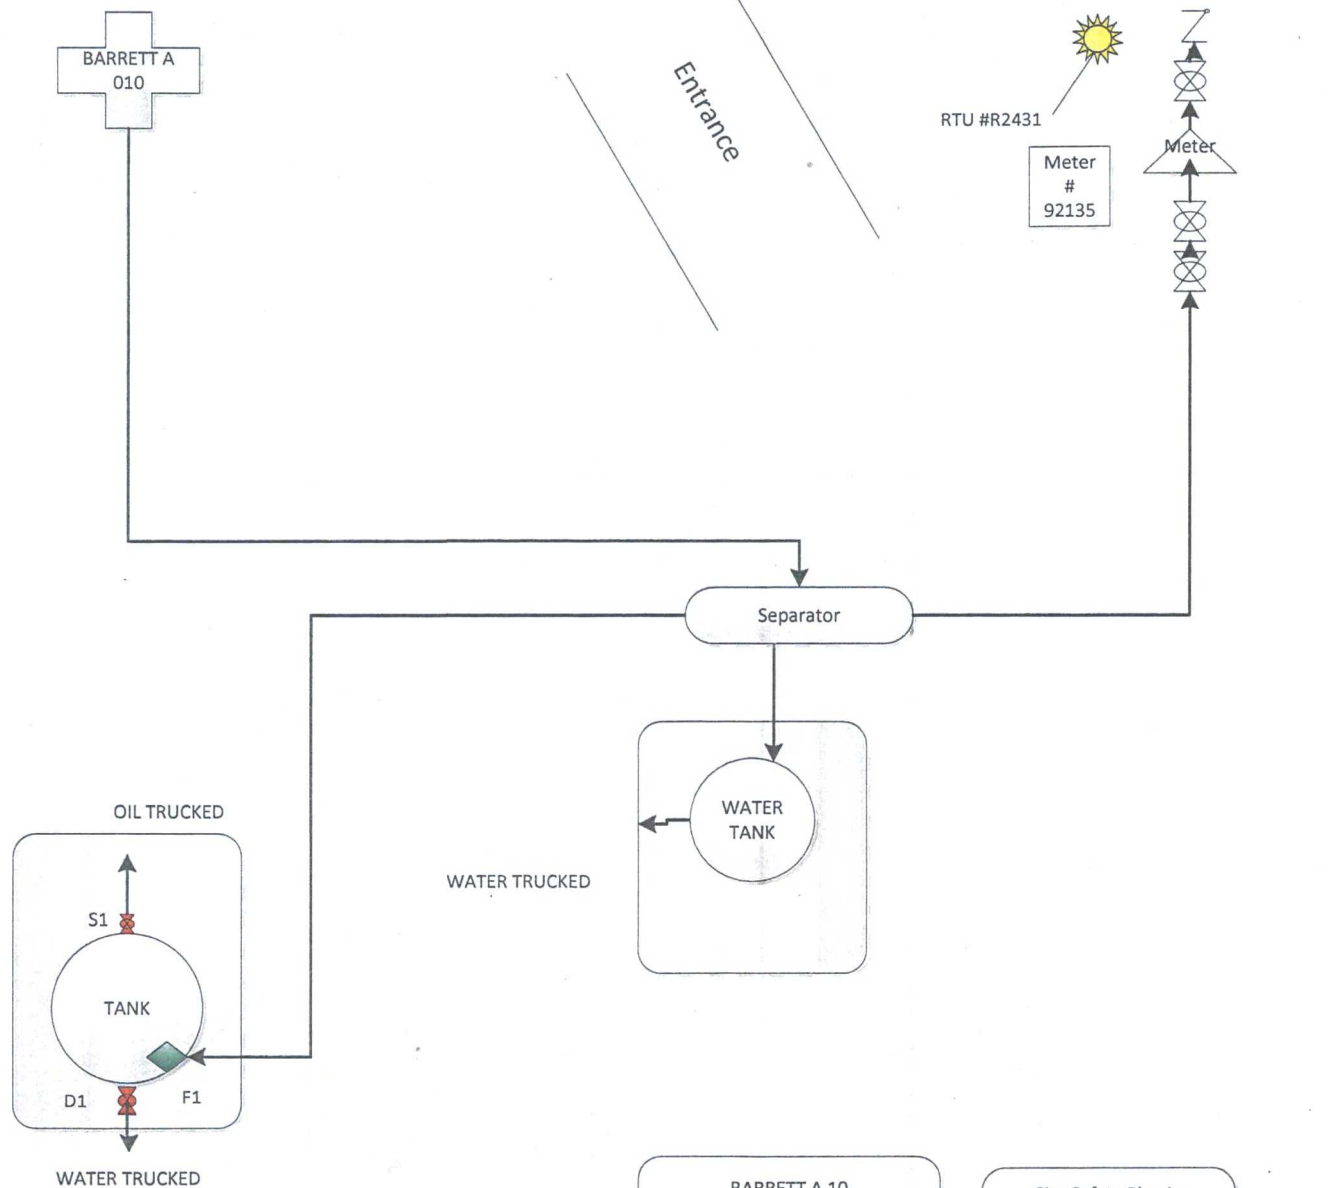 BARRETT A
010
Entrance
RTU #R2431
Meter
Meter
#
92135
Separator
WATER
TANK
WATER TRUCKED
OIL TRUCKED
S1
TANK
D1
F1
WATER TRUCKED
BARRETT A 10